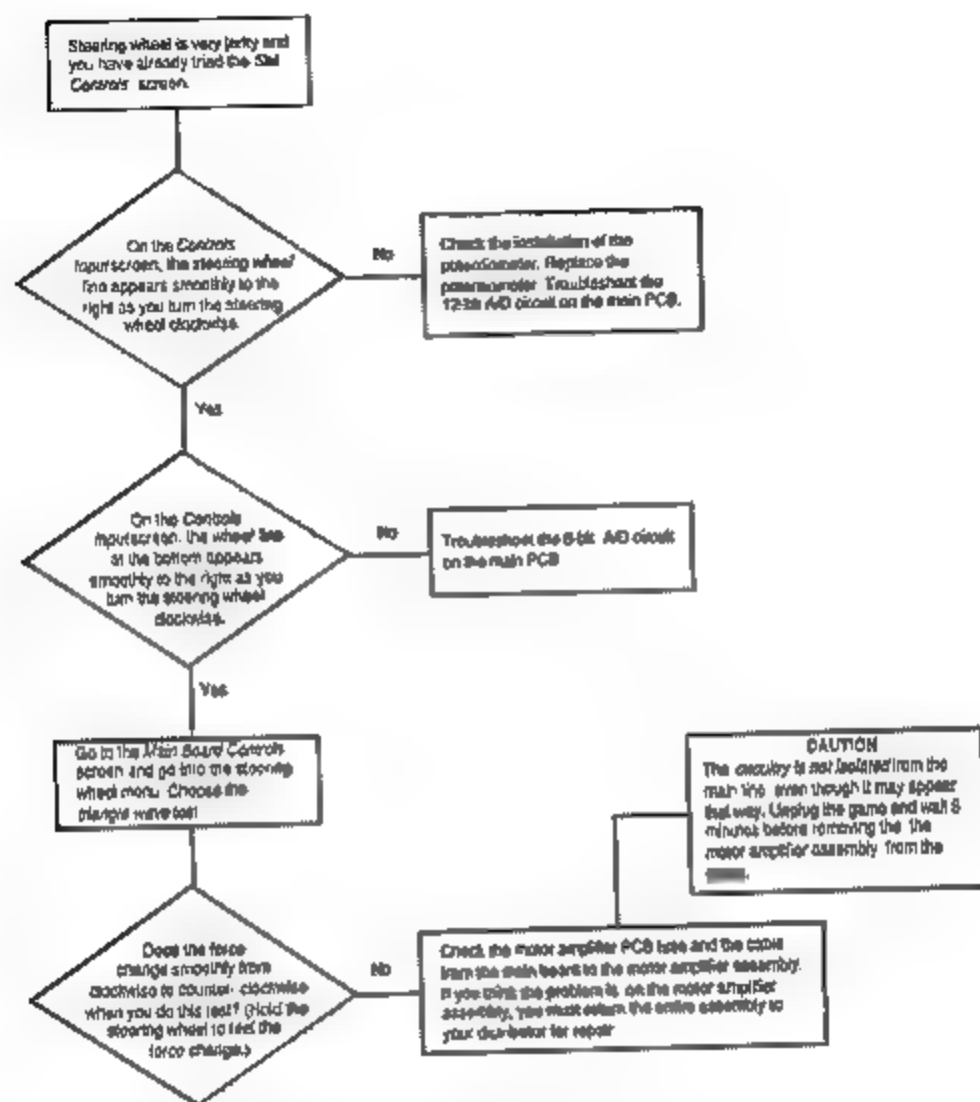 Steering wheel is very jerky and
you have already tried the Set
Controls screen.
On the Controls
Input screen, the steering wheel
line appears smoothly to the
right as you turn the steering
wheel clockwise.
No
Check the installation of the
potentiometer. Replace the
potentiometer. Troubleshoot the
12-bit A/D circuit on the main PCB.
Yes
On the Controls
Input screen, the wheel line
at the bottom appears
smoothly to the right as you
turn the steering wheel
clockwise.
No
Troubleshoot the 8-bit A/D circuit
on the main PCB
Yes
Go to the Main Board Controls
screen and go into the steering
wheel menu. Choose the
triangle wave test
CAUTION
The circuitry is not isolated from the
main line even though it may appear
that way. Unplug the game and wait
minutes before removing the the
motor amplifier assembly from the
Does the force
change smoothly from
clockwise to counter-clockwise
when you do this test? (Hold the
steering wheel to feel the
force change.)
No
Check the motor amplifier PCB fuse and the cable
from the main board to the motor amplifier assembly.
If you think the problem is on the motor amplifier
assembly, you must return the entire assembly to
your distributor for repair